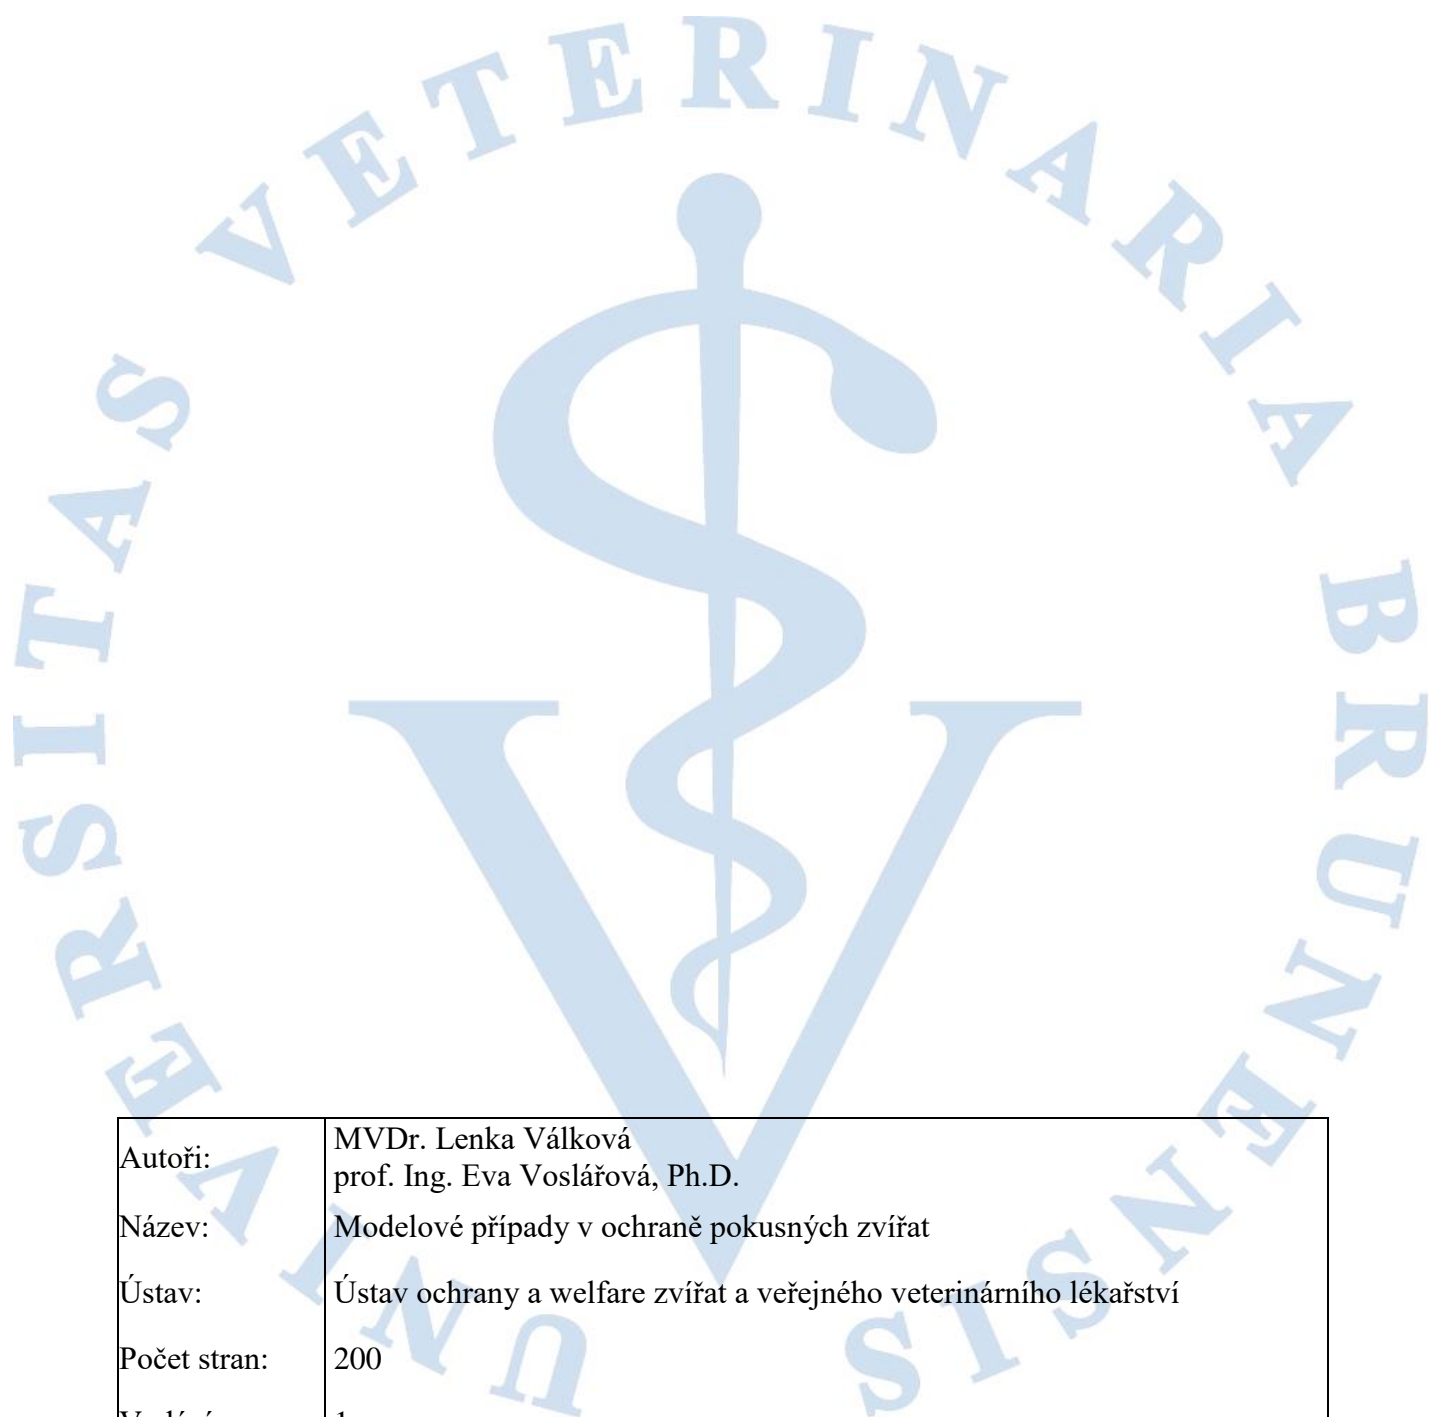 UNIVERSITAS VETERINARIA BRUNENSIS
Autoři:
MVDr. Lenka Válková
prof. Ing. Eva Voslářová, Ph.D.
Název:
Modelové případy v ochraně pokusných zvířat
Ústav:
Ústav ochrany a welfare zvířat a veřejného veterinárního lékařství
Počet stran:
200